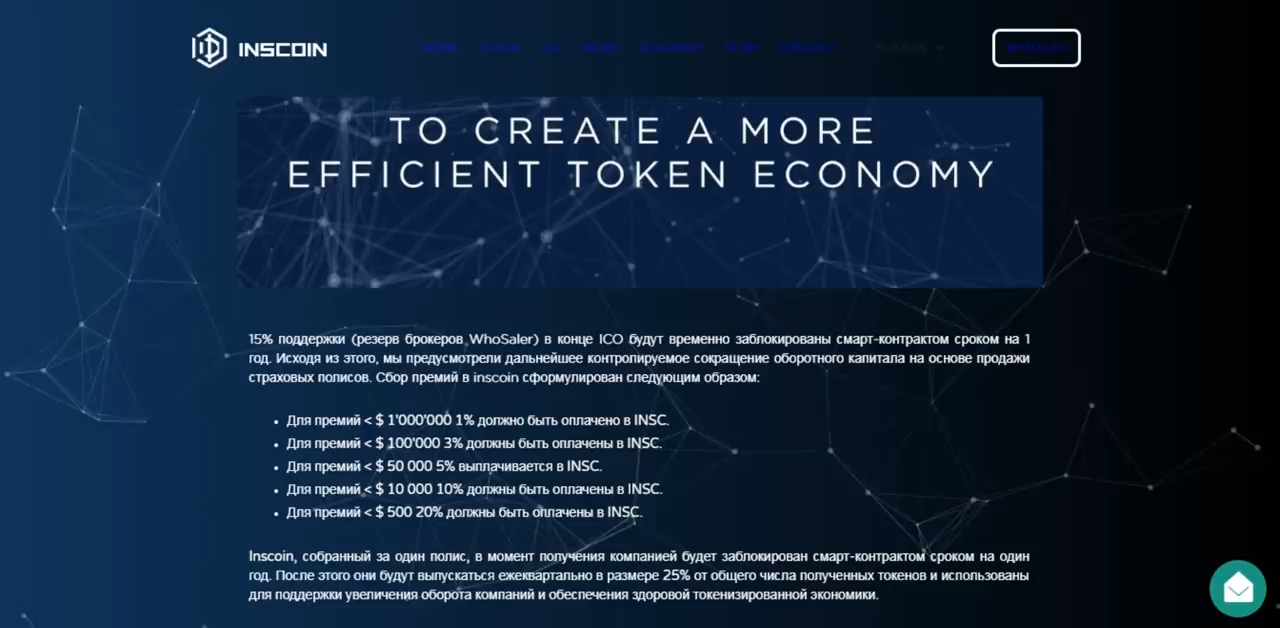 INSCOIN
RUSSIAN
TO CREATE A MORE
EFFICIENT TOKEN ECONOMY
15% поддержки (резерв брокеров WhoSaler) в конце ICO будут временно заблокированы смарт-контрактом сроком на 1
год. Исходя из этого, мы предусмотрели дальнейшее контролируемое сокращение оборотного капитала на основе продажи
страховых полисов. Сбор премий в inscoin сформулирован следующим образом:
• Для премий < $ 1'000'000 1% должно быть оплачено в INSC.
• Для премий < $ 100'000 3% должны быть оплачены в INSC.
• Для премий < $ 50 000 5% выплачивается в INSC.
• Для премий < $ 10 000 10% должны быть оплачены в INSC.
• Для премий < $ 500 20% должны быть оплачены в INSC.
Inscoin, собранный за один полис, в момент получения компанией будет заблокирован смарт-контрактом сроком на один
год. После этого они будут выпускаться ежеквартально в размере 25% от общего числа полученных токенов и использованы
для поддержки увеличения оборота компаний и обеспечения здоровой токенизированной экономики.